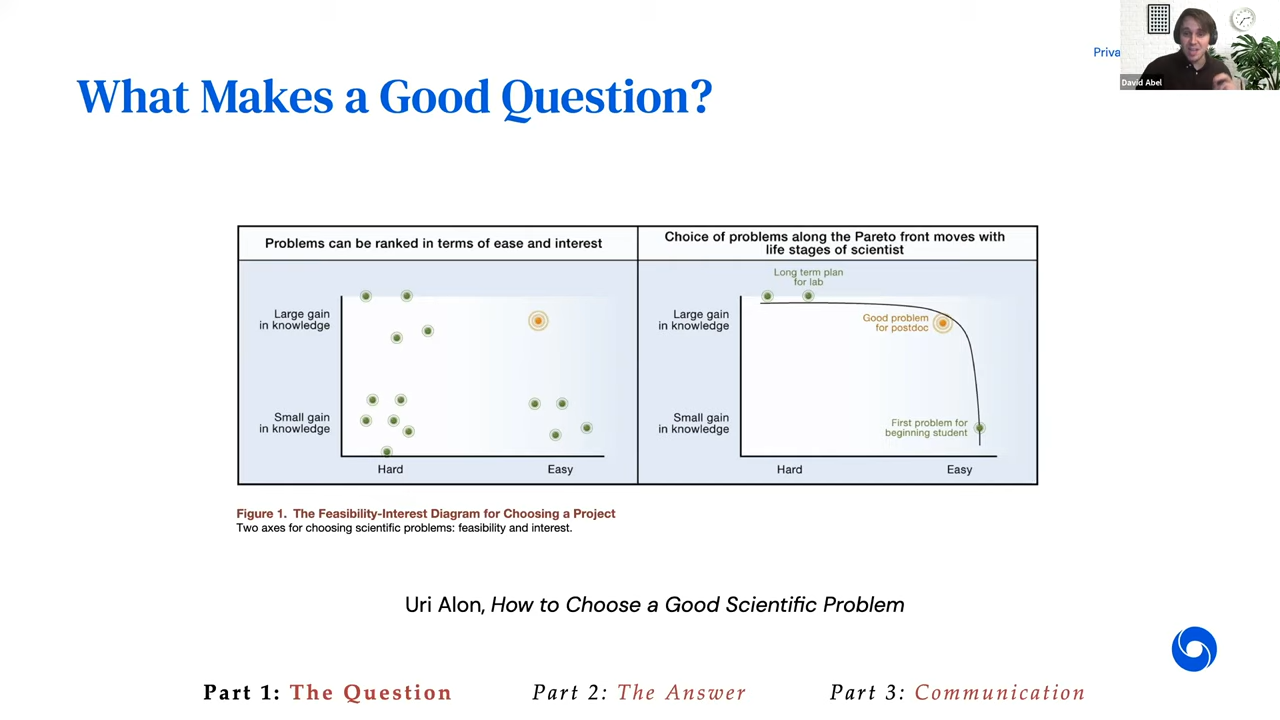 Priva
David Abel
What Makes a Good Question?
Problems can be ranked in terms of ease and interest
Large gain
in knowledge
Small gain
in knowledge
Hard
Easy
Choice of problems along the Pareto front moves with
life stages of scientist
Long term plan
for lab
Large gain
in knowledge
Good problem
for postdoc
Small gain
in knowledge
First problem for
beginning student
Hard
Easy
Figure 1. The Feasibility-Interest Diagram for Choosing a Project
Two axes for choosing scientific problems: feasibility and interest.
Uri Alon, How to Choose a Good Scientific Problem
Part 1: The Question
Part 2: The Answer
Part 3: Communication